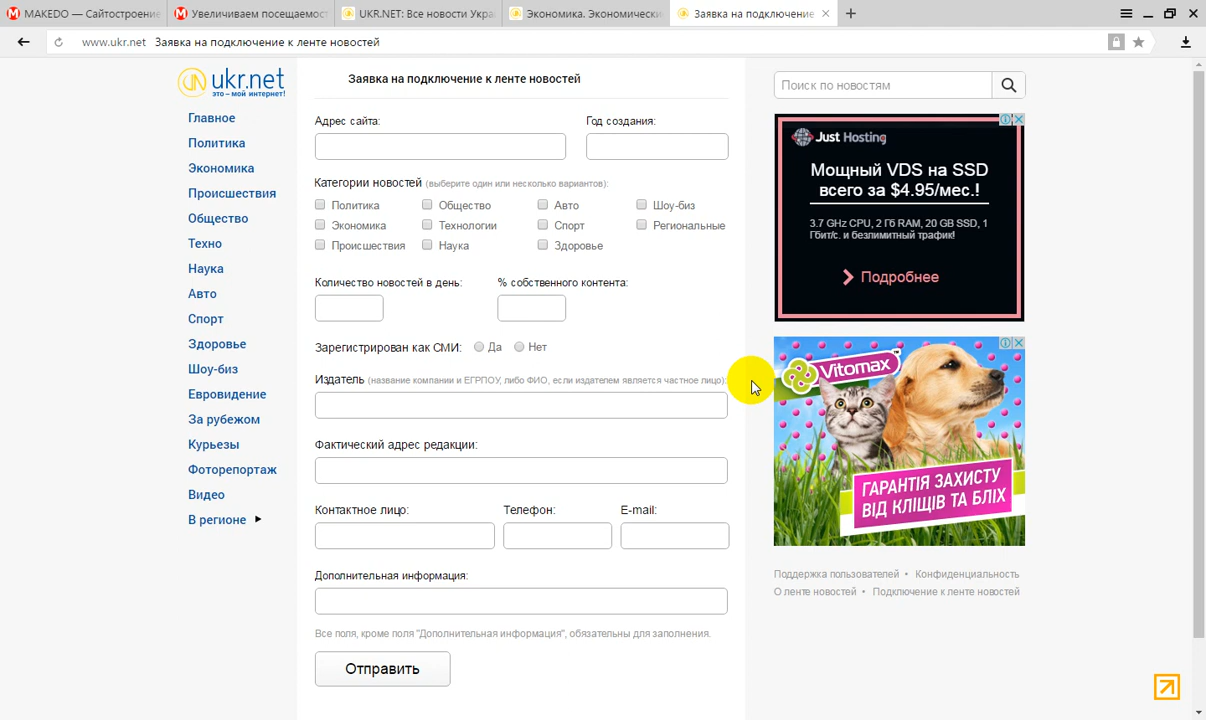 MAKEDO — Сайтостроение
Увеличиваем посещаемост
UKR.NET: Все новости Укра
Экономика. Экономически
Заявка на подключение
www.ukr.net Заявка на подключение к ленте новостей
ukr.net
это – мой интернет!
Главное
Политика
Экономика
Происшествия
Общество
Техно
Наука
Авто
Спорт
Здоровье
Шоу-биз
Евровидение
За рубежом
Курьезы
Фоторепортаж
Видео
В регионе
Заявка на подключение к ленте новостей
Адрес сайта: Год создания:
Категории новостей (выберите один или несколько вариантов):
Политика Общество Авто Шоу-биз
Экономика Технологии Спорт Региональные
Происшествия Наука Здоровье
Количество новостей в день: % собственного контента:
Зарегистрирован как СМИ: Да Нет
Издатель (название компании и ЕГРПОУ, либо ФИО, если издателем является частное лицо):
Фактический адрес редакции:
Контактное лицо: Телефон: E-mail:
Дополнительная информация:
Все поля, кроме поля "Дополнительная информация", обязательны для заполнения.
Отправить
Поиск по новостям
Just Hosting
Мощный VDS на SSD
всего за $4.95/мес.!
3.7 GHz CPU, 2 Гб RAM, 20 GB SSD, 1
Гбит/с. и безлимитный трафик!
Подробнее
Vitomax
ГАРАНТІЯ ЗАХИСТУ
ВІД КЛІЩІВ ТА БЛІХ
Поддержка пользователей • Конфиденциальность
О ленте новостей • Подключение к ленте новостей